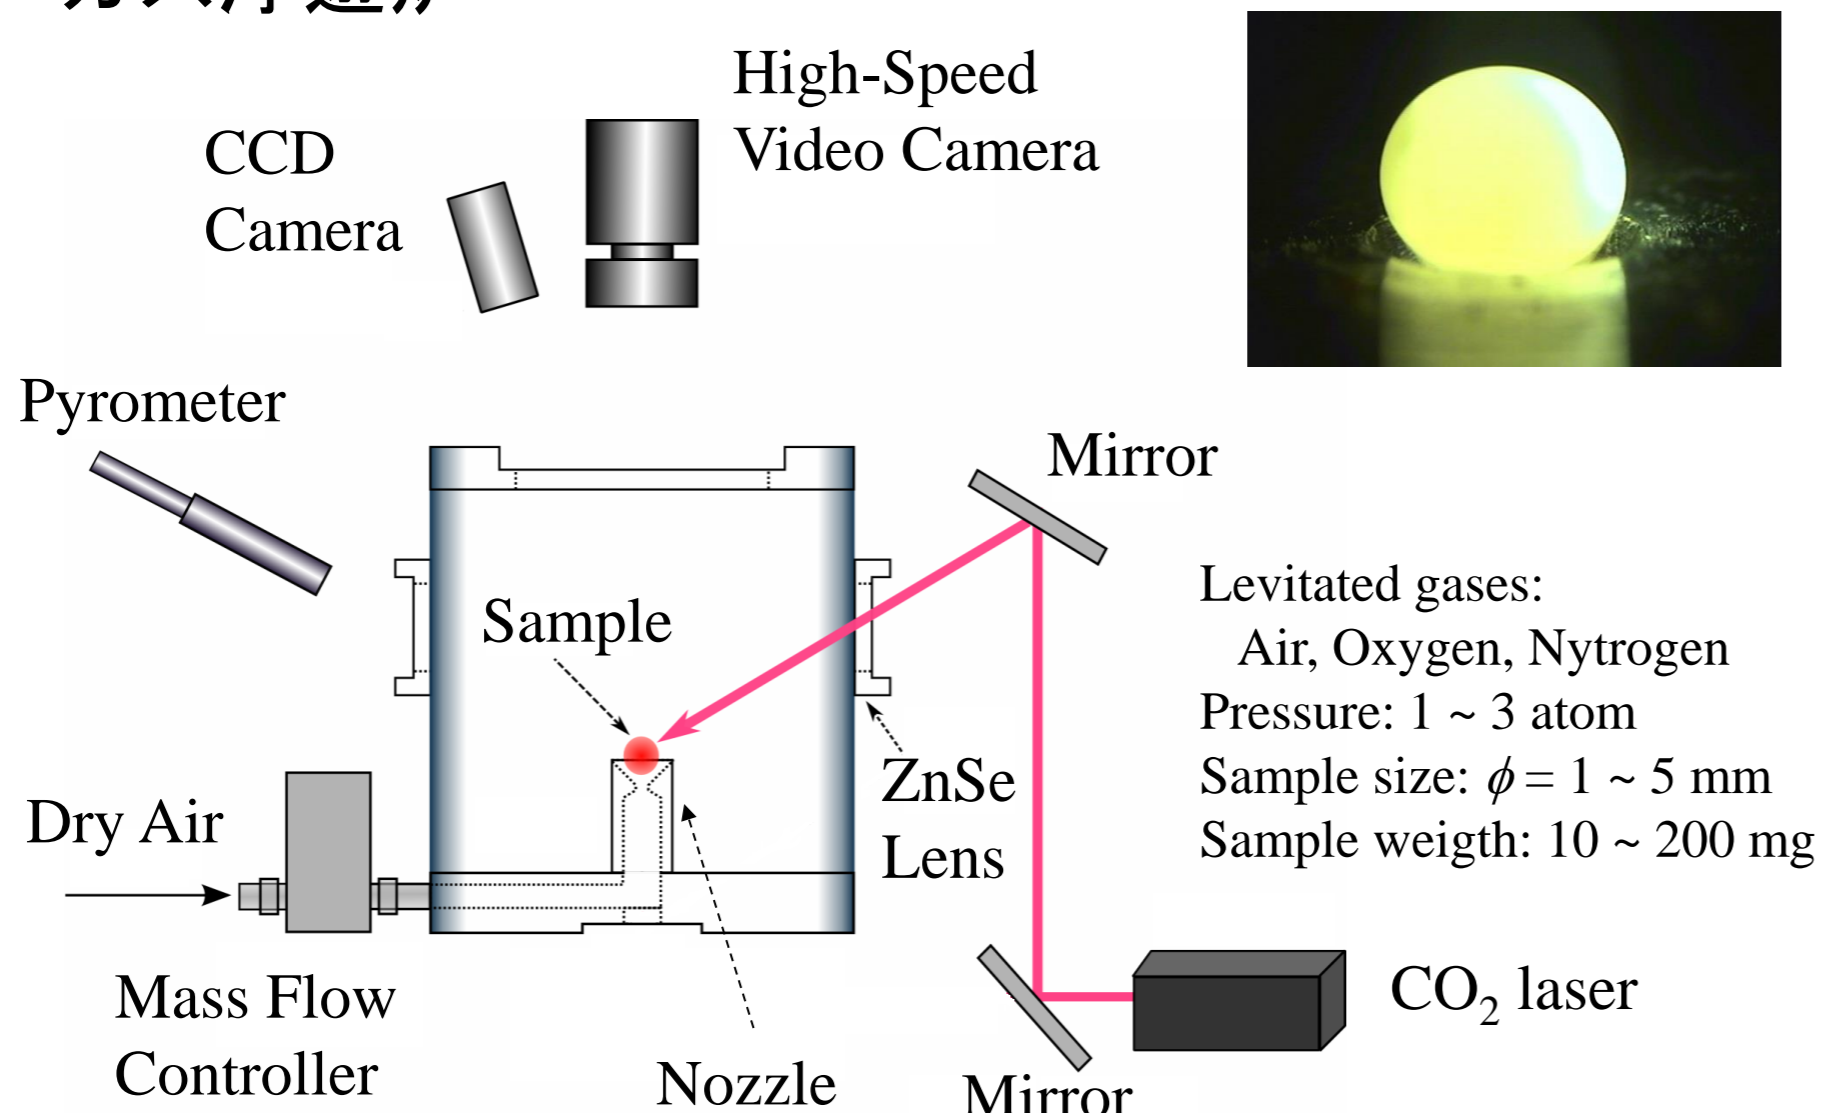 High-Speed
Video Camera
CCD
Camera
Pyrometer
Mirror
Sample
Levitated gases:
Air, Oxygen, Nytrogen
Pressure: 1 ~ 3 atom
Sample size: ϕ = 1 ~ 5 mm
Sample weigth: 10 ~ 200 mg
ZnSe
Lens
Dry Air
Mass Flow
Controller
Nozzle
Mirror
CO₂ laser